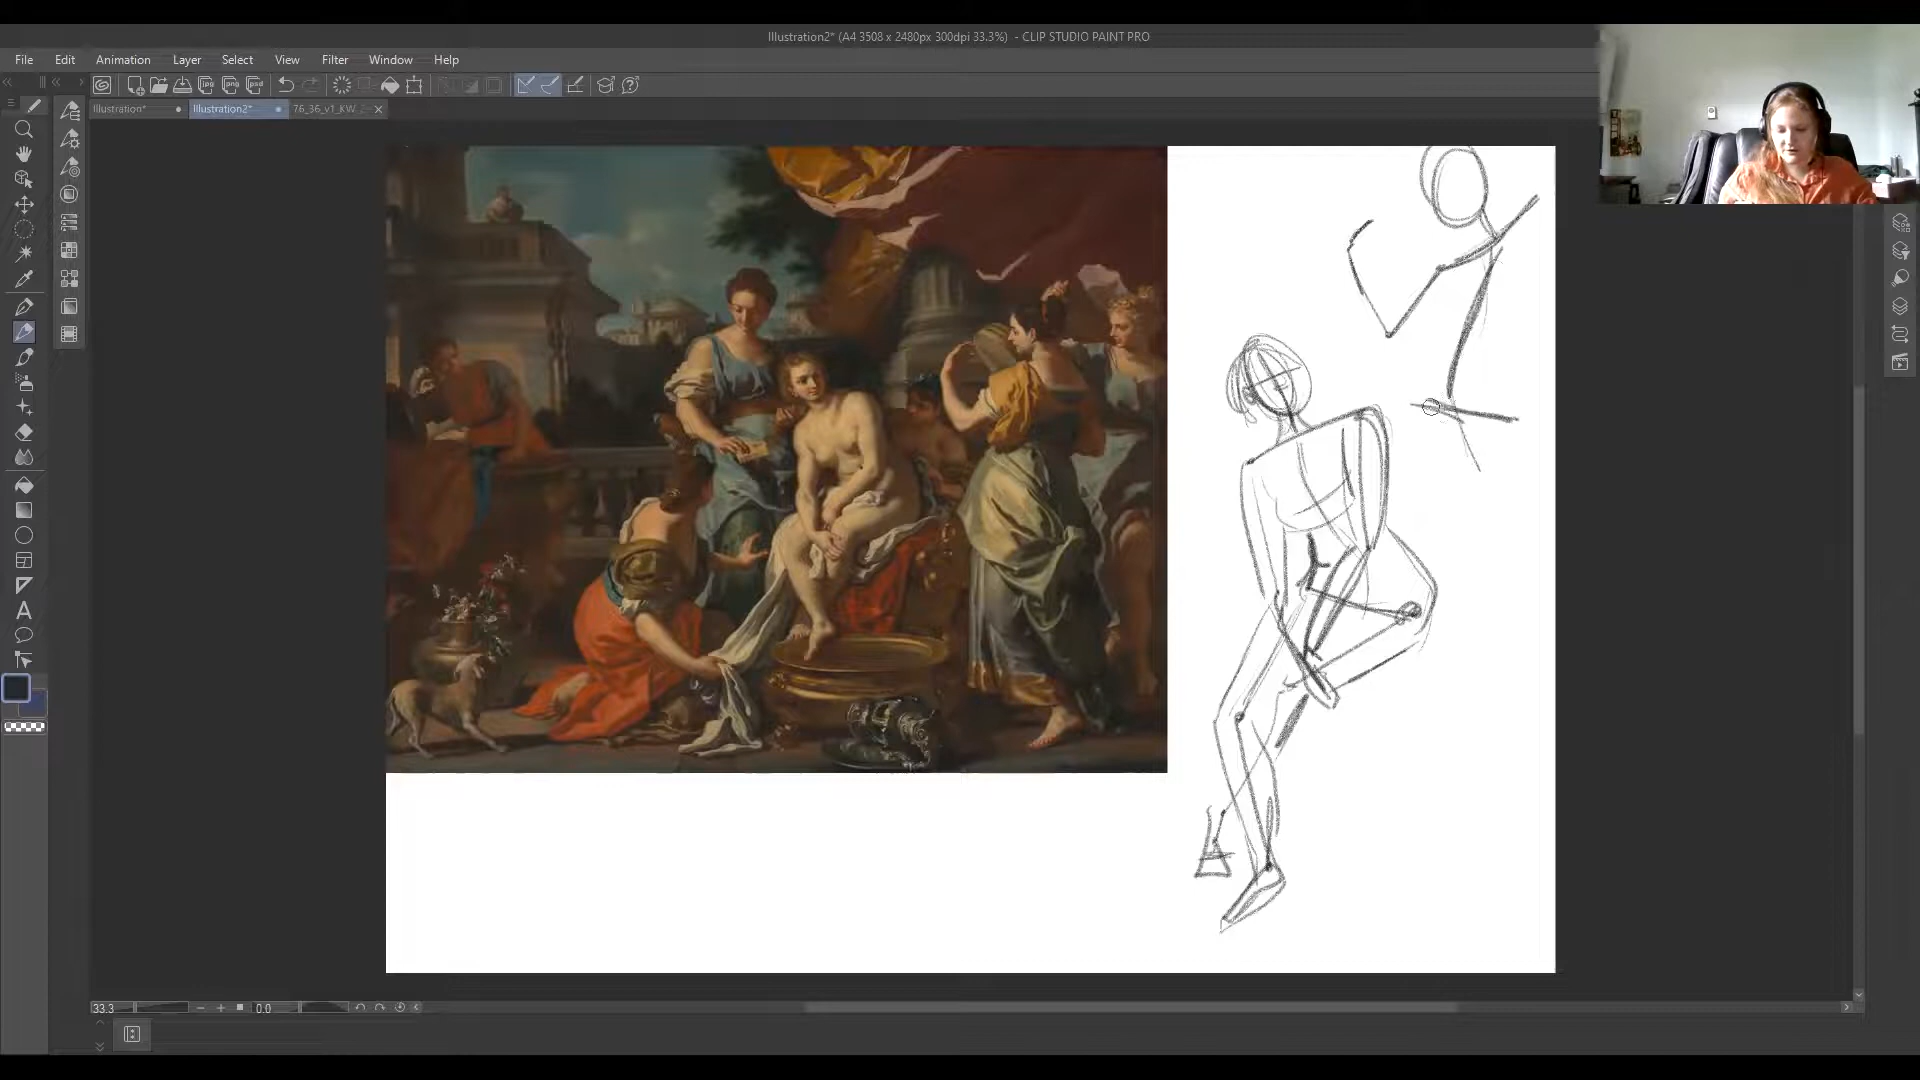 Illustration2* (A4 3508 x 2480px 300dpi 33.3%) - CLIP STUDIO PAINT PRO
File Edit Animation Layer Select View Filter Window Help
Illustration* Illustration2* 76_36_v1_KW
33.3 0.0